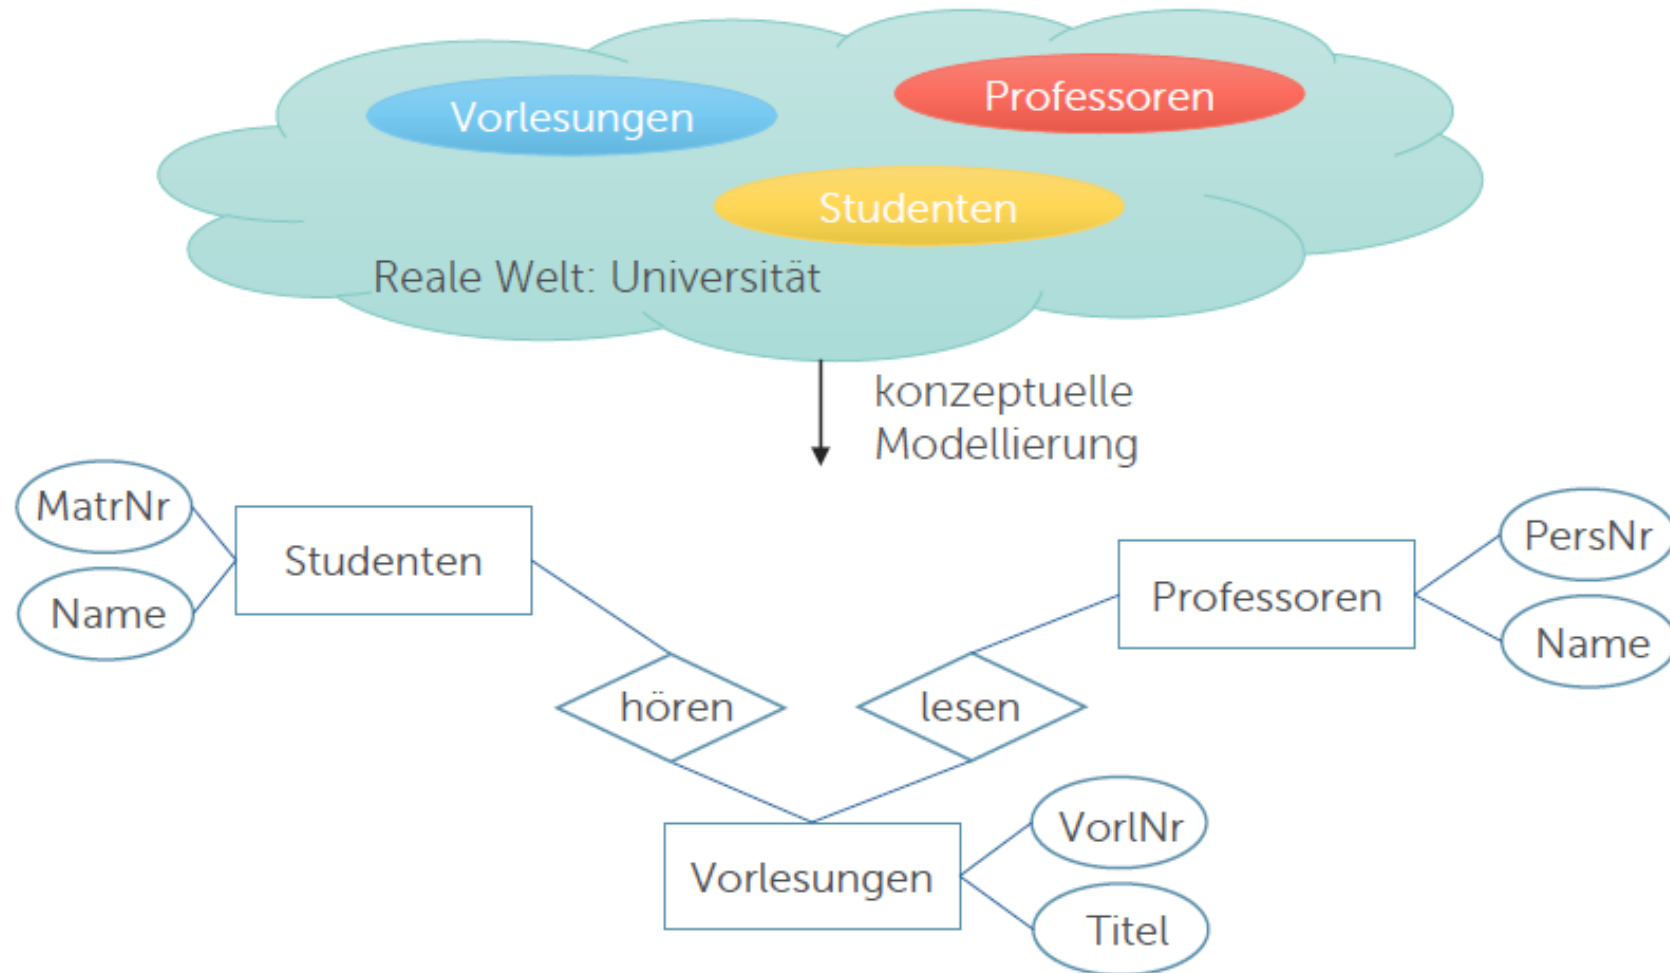 Vorlesungen
Professoren
Studenten
Reale Welt: Universität
konzeptuelle
Modellierung
MatrNr
Name
Studenten
Professoren
PersNr
Name
hören
lesen
Vorlesungen
VorlNr
Titel